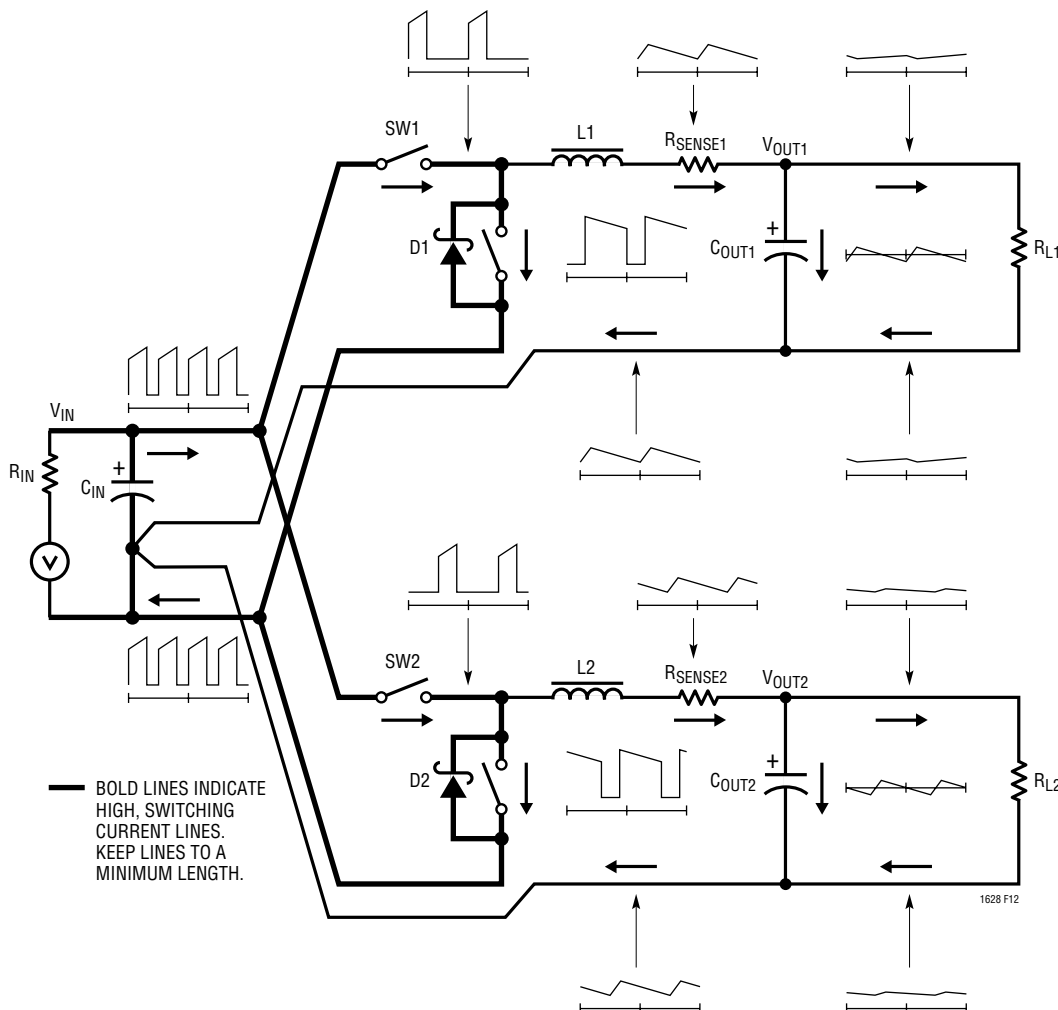 SW1
L1
RSENSE1
VOUT1
D1
COUT1
RL1
VIN
RIN
CIN
+
+
V
SW2
L2
RSENSE2
VOUT2
D2
COUT2
RL2
+
BOLD LINES INDICATE
HIGH, SWITCHING
CURRENT LINES.
KEEP LINES TO A
MINIMUM LENGTH.
1628 F12